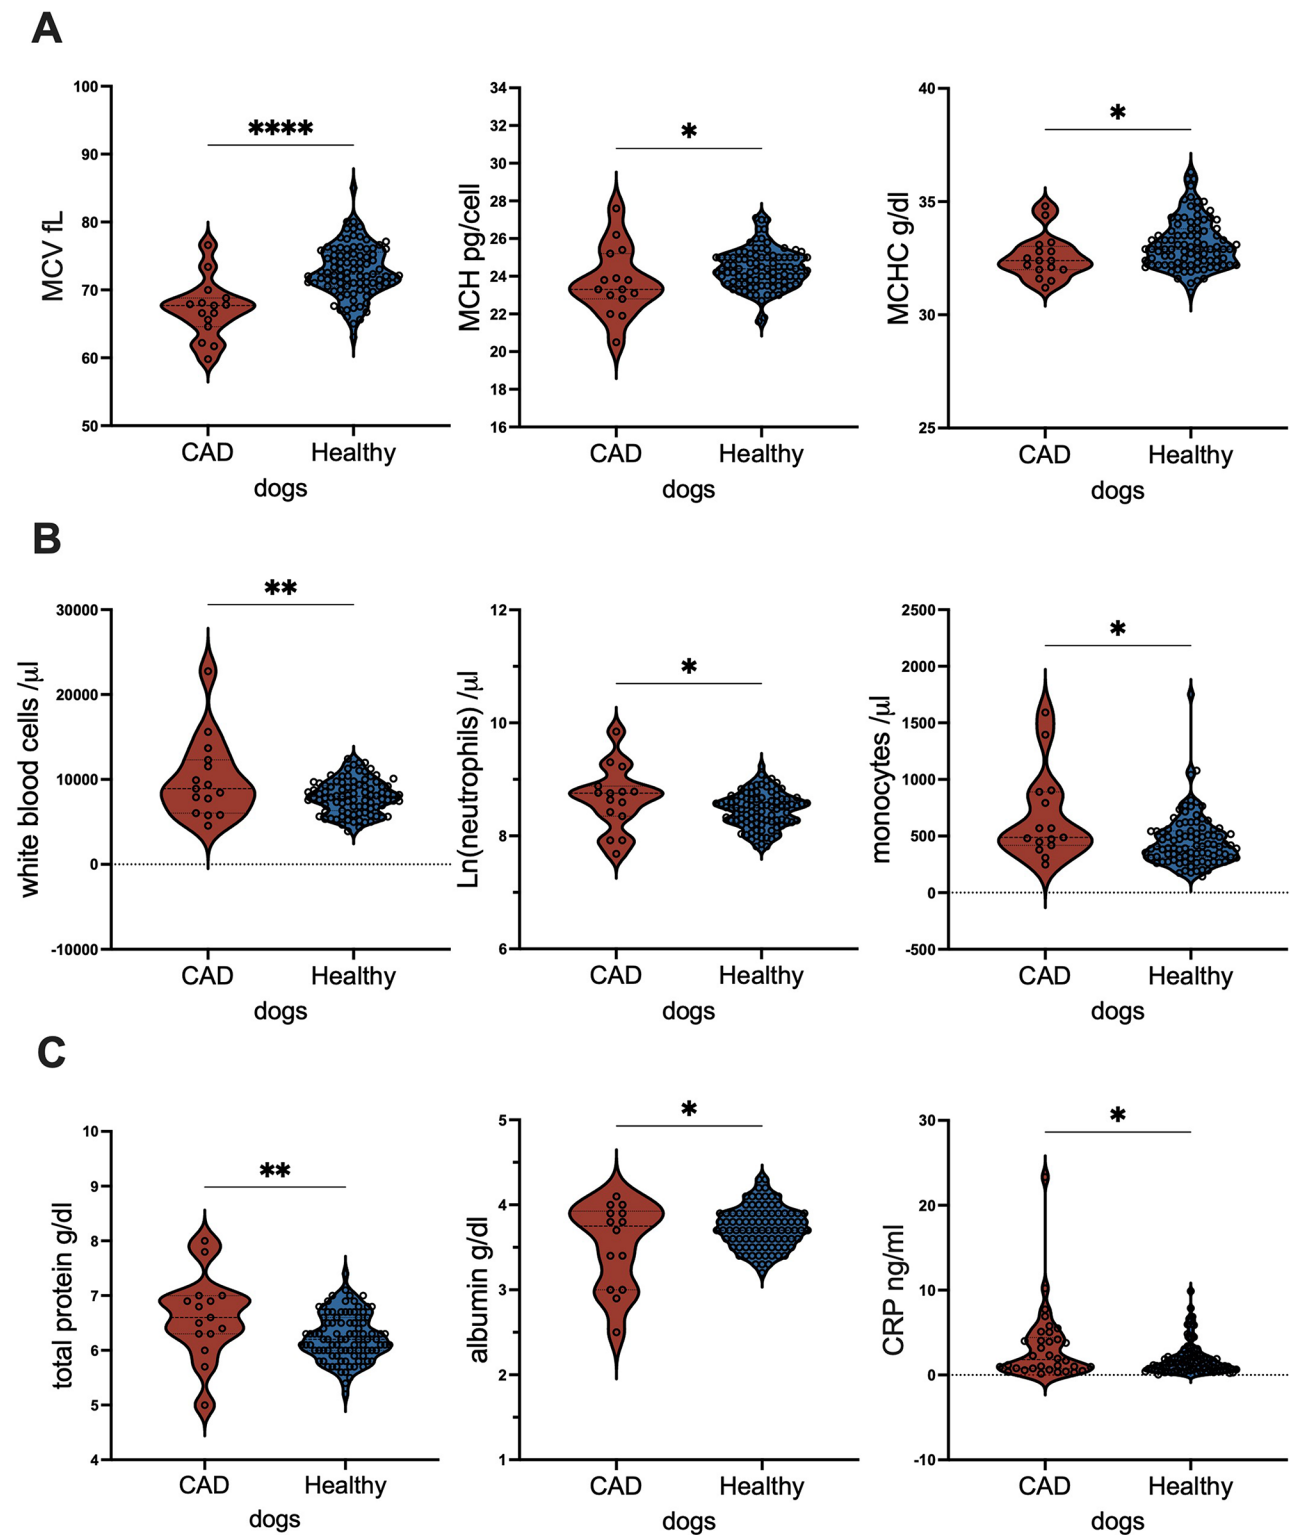 A
MCV fL
100
90
80
70
60
50
****
CAD
Healthy
dogs
MCH pg/cell
34
32
30
28
26
24
22
20
18
16
*
CAD
Healthy
dogs
MCHC g/dl
40
35
30
25
*
CAD
Healthy
dogs
B
white blood cells /µl
30000
20000
10000
0
-10000
**
CAD
Healthy
dogs
Ln(neutrophils) /µl
12
10
8
6
*
CAD
Healthy
dogs
monocytes /µl
2500
2000
1500
1000
500
0
-500
*
CAD
Healthy
dogs
C
total protein g/dl
10
9
8
7
6
5
4
**
CAD
Healthy
dogs
albumin g/dl
5
4
3
2
1
*
CAD
Healthy
dogs
CRP ng/ml
30
20
10
0
-10
*
CAD
Healthy
dogs